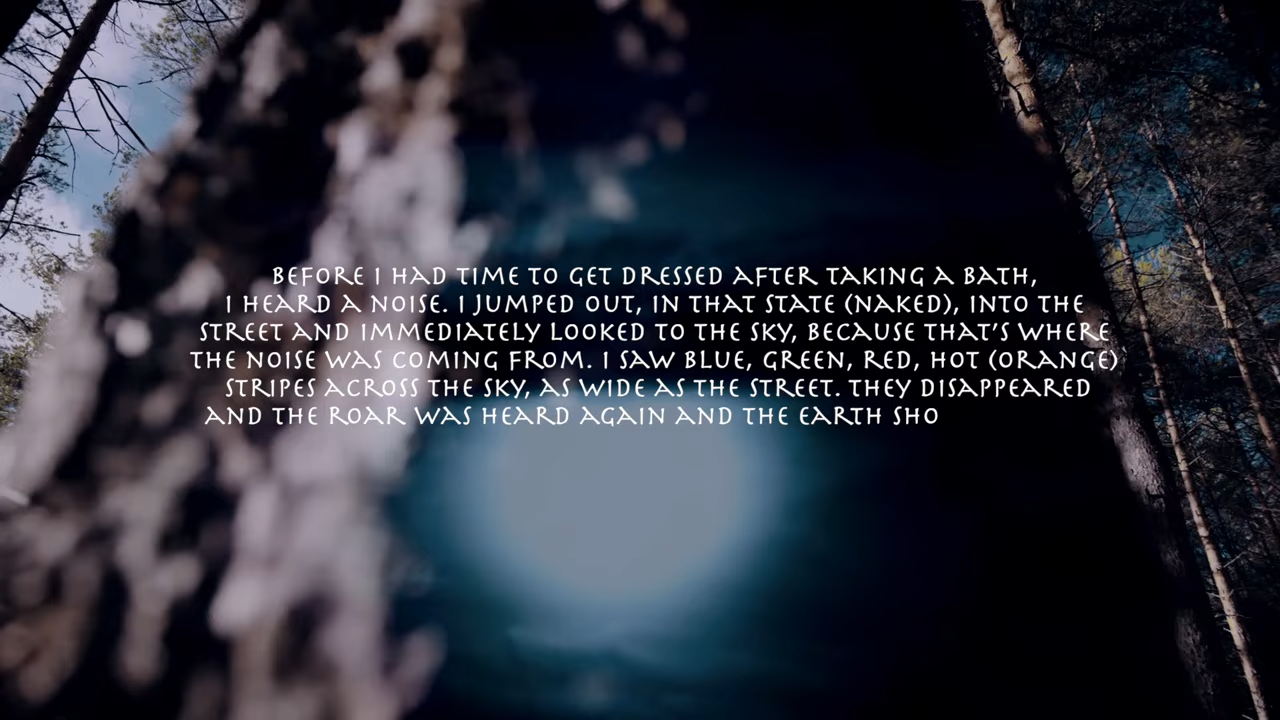 BEFORE I HAD TIME TO GET DRESSED AFTER TAKING A BATH,
I HEARD A NOISE. I JUMPED OUT, IN THAT STATE (NAKED), INTO THE
STREET AND IMMEDIATELY LOOKED TO THE SKY, BECAUSE THAT'S WHERE
THE NOISE WAS COMING FROM. I SAW BLUE, GREEN, RED, HOT (ORANGE)
STRIPES ACROSS THE SKY, AS WIDE AS THE STREET. THEY DISAPPEARED
AND THE ROAR WAS HEARD AGAIN AND THE EARTH SHO